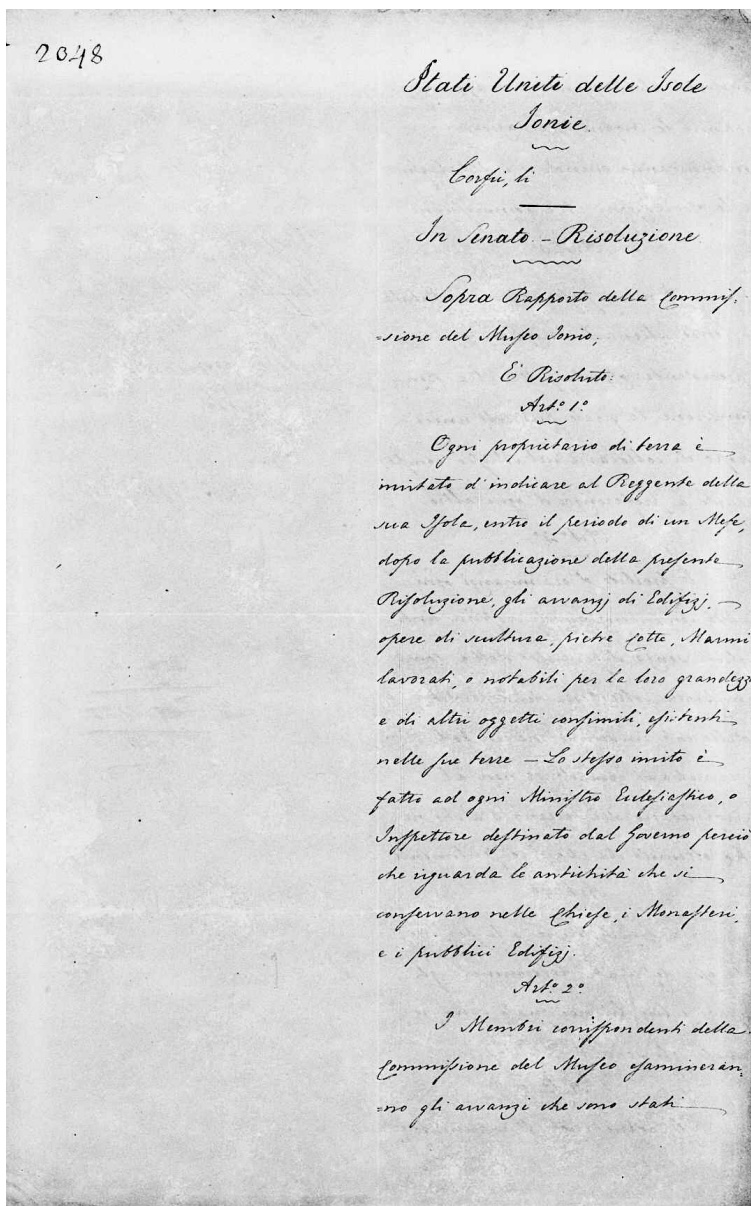 2048
Stati Uniti delle Isole
Jonie.
Corfù, li
In Senato – Risoluzione
Sopra Rapporto della Commis=
=sione del Museo Jonio,
E' Risoluto:
Art.º 1.º
Ogni proprietario di terra è
invitato d'indicare al Reggente della
sua Isola, entro il periodo di un Mese,
dopo la pubblicazione della presente
Risoluzione, gli avvanzj di Edifizj,
opere di scultura, pietre cotte, Marmi
lavorati, o notabili per la loro grandezza
e di altri oggetti consimili, esistenti
nelle sue terre – Lo stesso invito è
fatto ad ogni Ministro Eclesiastico, o
Inspettore destinato dal Governo perciò
che riguarda le antichità che si
conservano nelle Chiese, i Monasteri,
e i pubblici Edifizj.
Art.º 2.º
I Membri corrispondenti della
Commissione del Museo esamineran=
=no gli avvanzi che sono stati